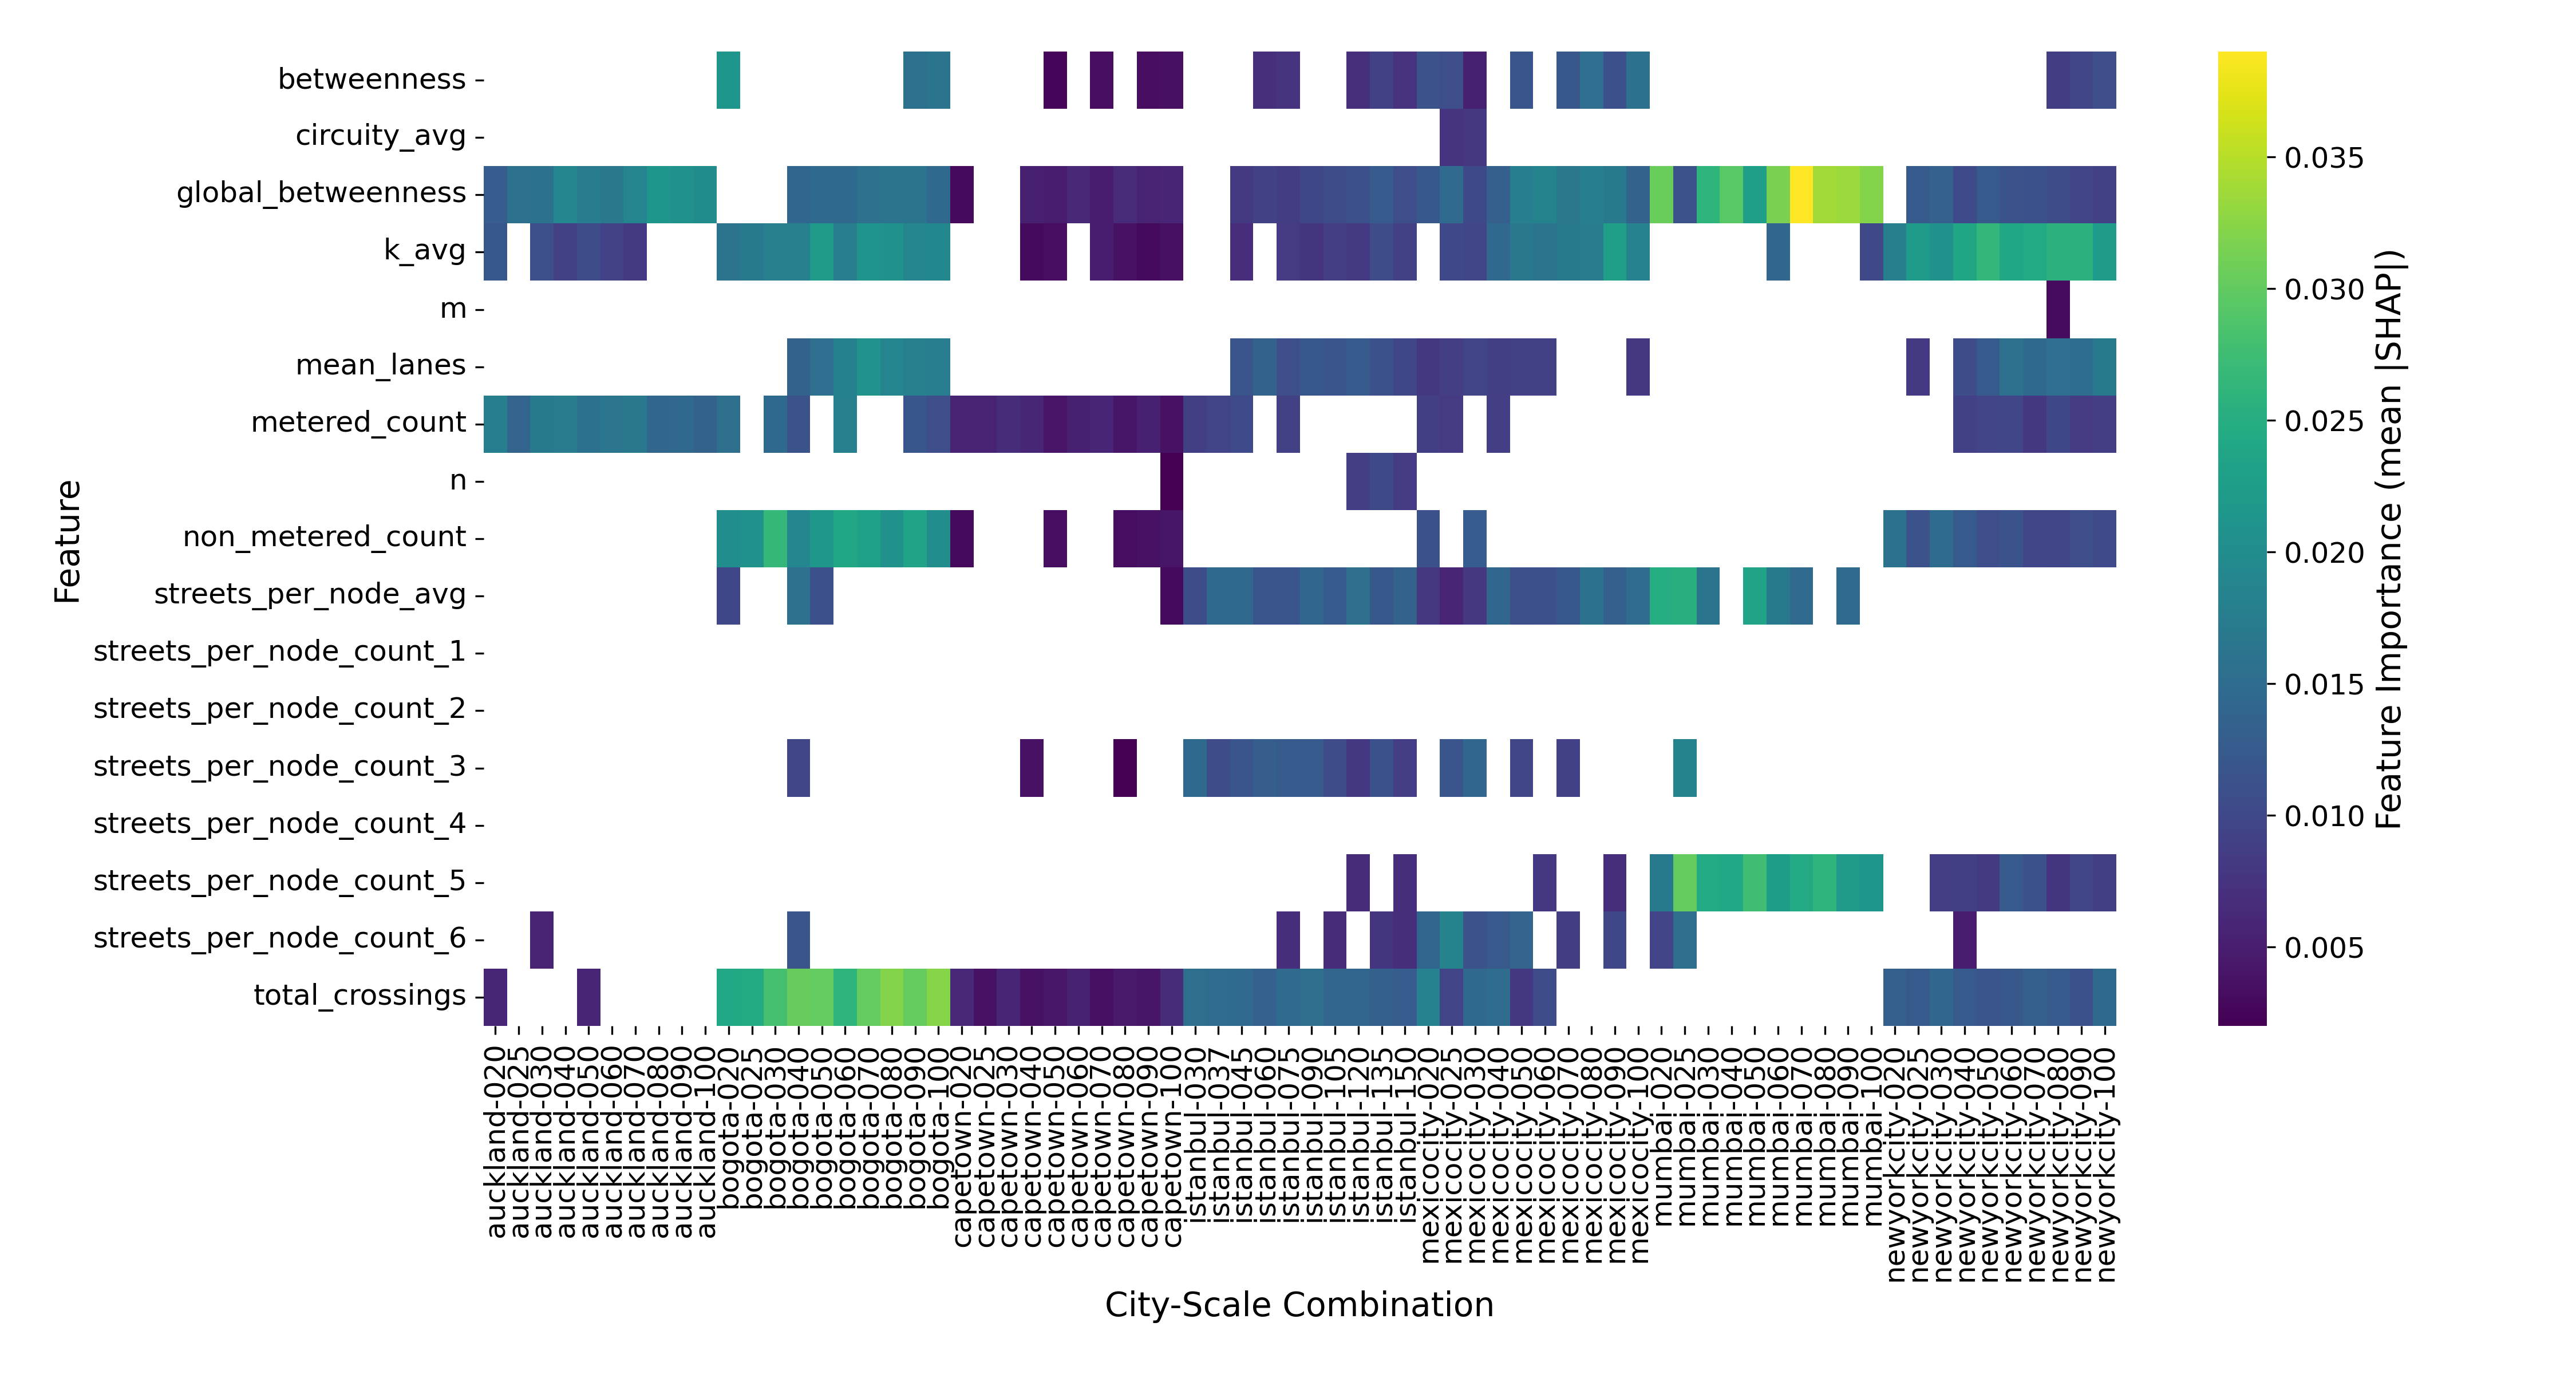 betweenness
circuity_avg
global_betweenness
k_avg
m
mean_lanes
metered_count
n
non_metered_count
streets_per_node_avg
streets_per_node_count_1
streets_per_node_count_2
streets_per_node_count_3
streets_per_node_count_4
streets_per_node_count_5
streets_per_node_count_6
total_crossings
Feature
auckland-020
auckland-025
auckland-030
auckland-040
auckland-050
auckland-060
auckland-070
auckland-080
auckland-090
auckland-100
bogota-020
bogota-025
bogota-030
bogota-040
bogota-050
bogota-060
bogota-070
bogota-080
bogota-090
bogota-100
capetown-020
capetown-025
capetown-030
capetown-040
capetown-050
capetown-060
capetown-070
capetown-080
capetown-090
capetown-100
istanbul-030
istanbul-037
istanbul-045
istanbul-060
istanbul-075
istanbul-090
istanbul-105
istanbul-120
istanbul-135
istanbul-150
mexicocity-020
mexicocity-025
mexicocity-030
mexicocity-040
mexicocity-050
mexicocity-060
mexicocity-070
mexicocity-080
mexicocity-090
mexicocity-100
mumbai-020
mumbai-025
mumbai-030
mumbai-040
mumbai-050
mumbai-060
mumbai-070
mumbai-080
mumbai-090
mumbai-100
newyorkcity-020
newyorkcity-025
newyorkcity-030
newyorkcity-040
newyorkcity-050
newyorkcity-060
newyorkcity-070
newyorkcity-080
newyorkcity-090
newyorkcity-100
City-Scale Combination
0.035
0.030
0.025
0.020
0.015
0.010
0.005
Feature Importance (mean |SHAP|)